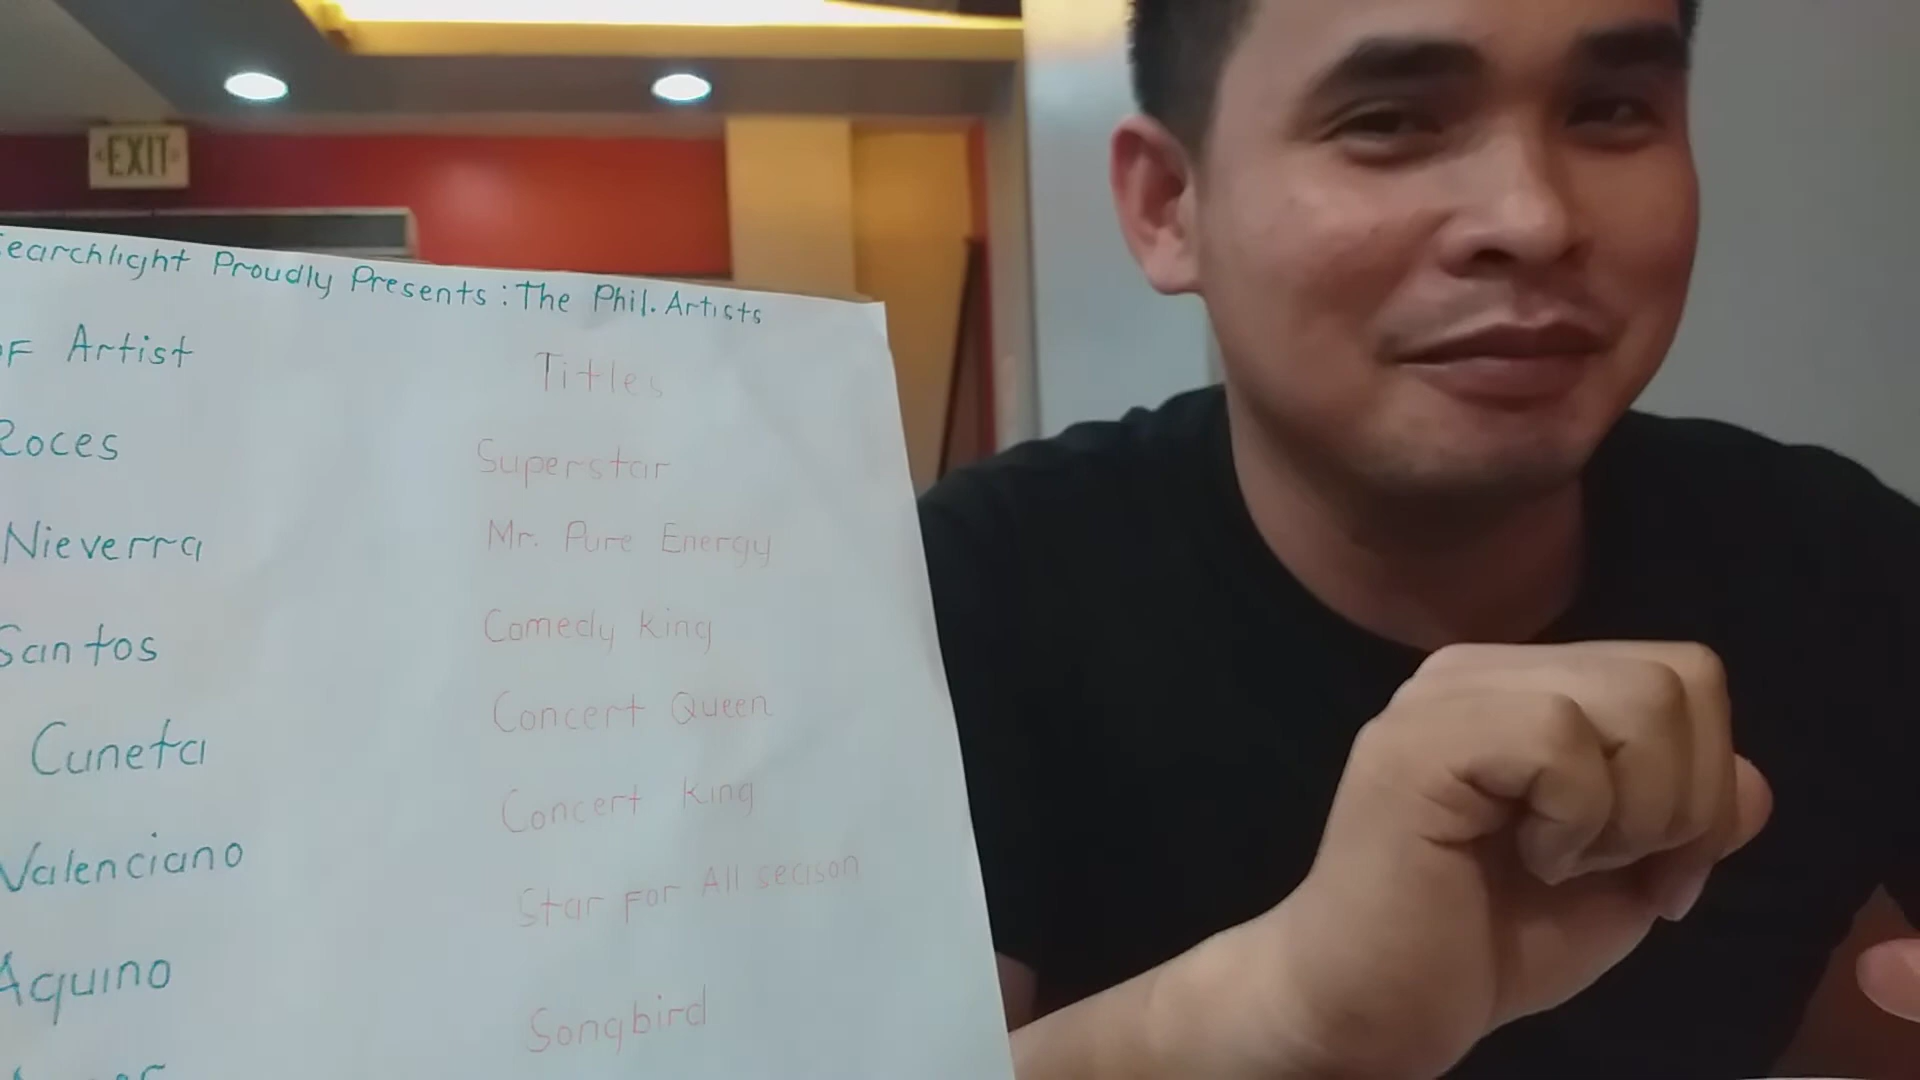 EXIT
earchlight Proudly Presents: The Phil. Artists
of Artist Titles
Roces Superstar
Nieverra Mr. Pure Energy
Santos Comedy King
Cuneta Concert Queen
Valenciano Concert King
Aquino Star For All season
Songbird